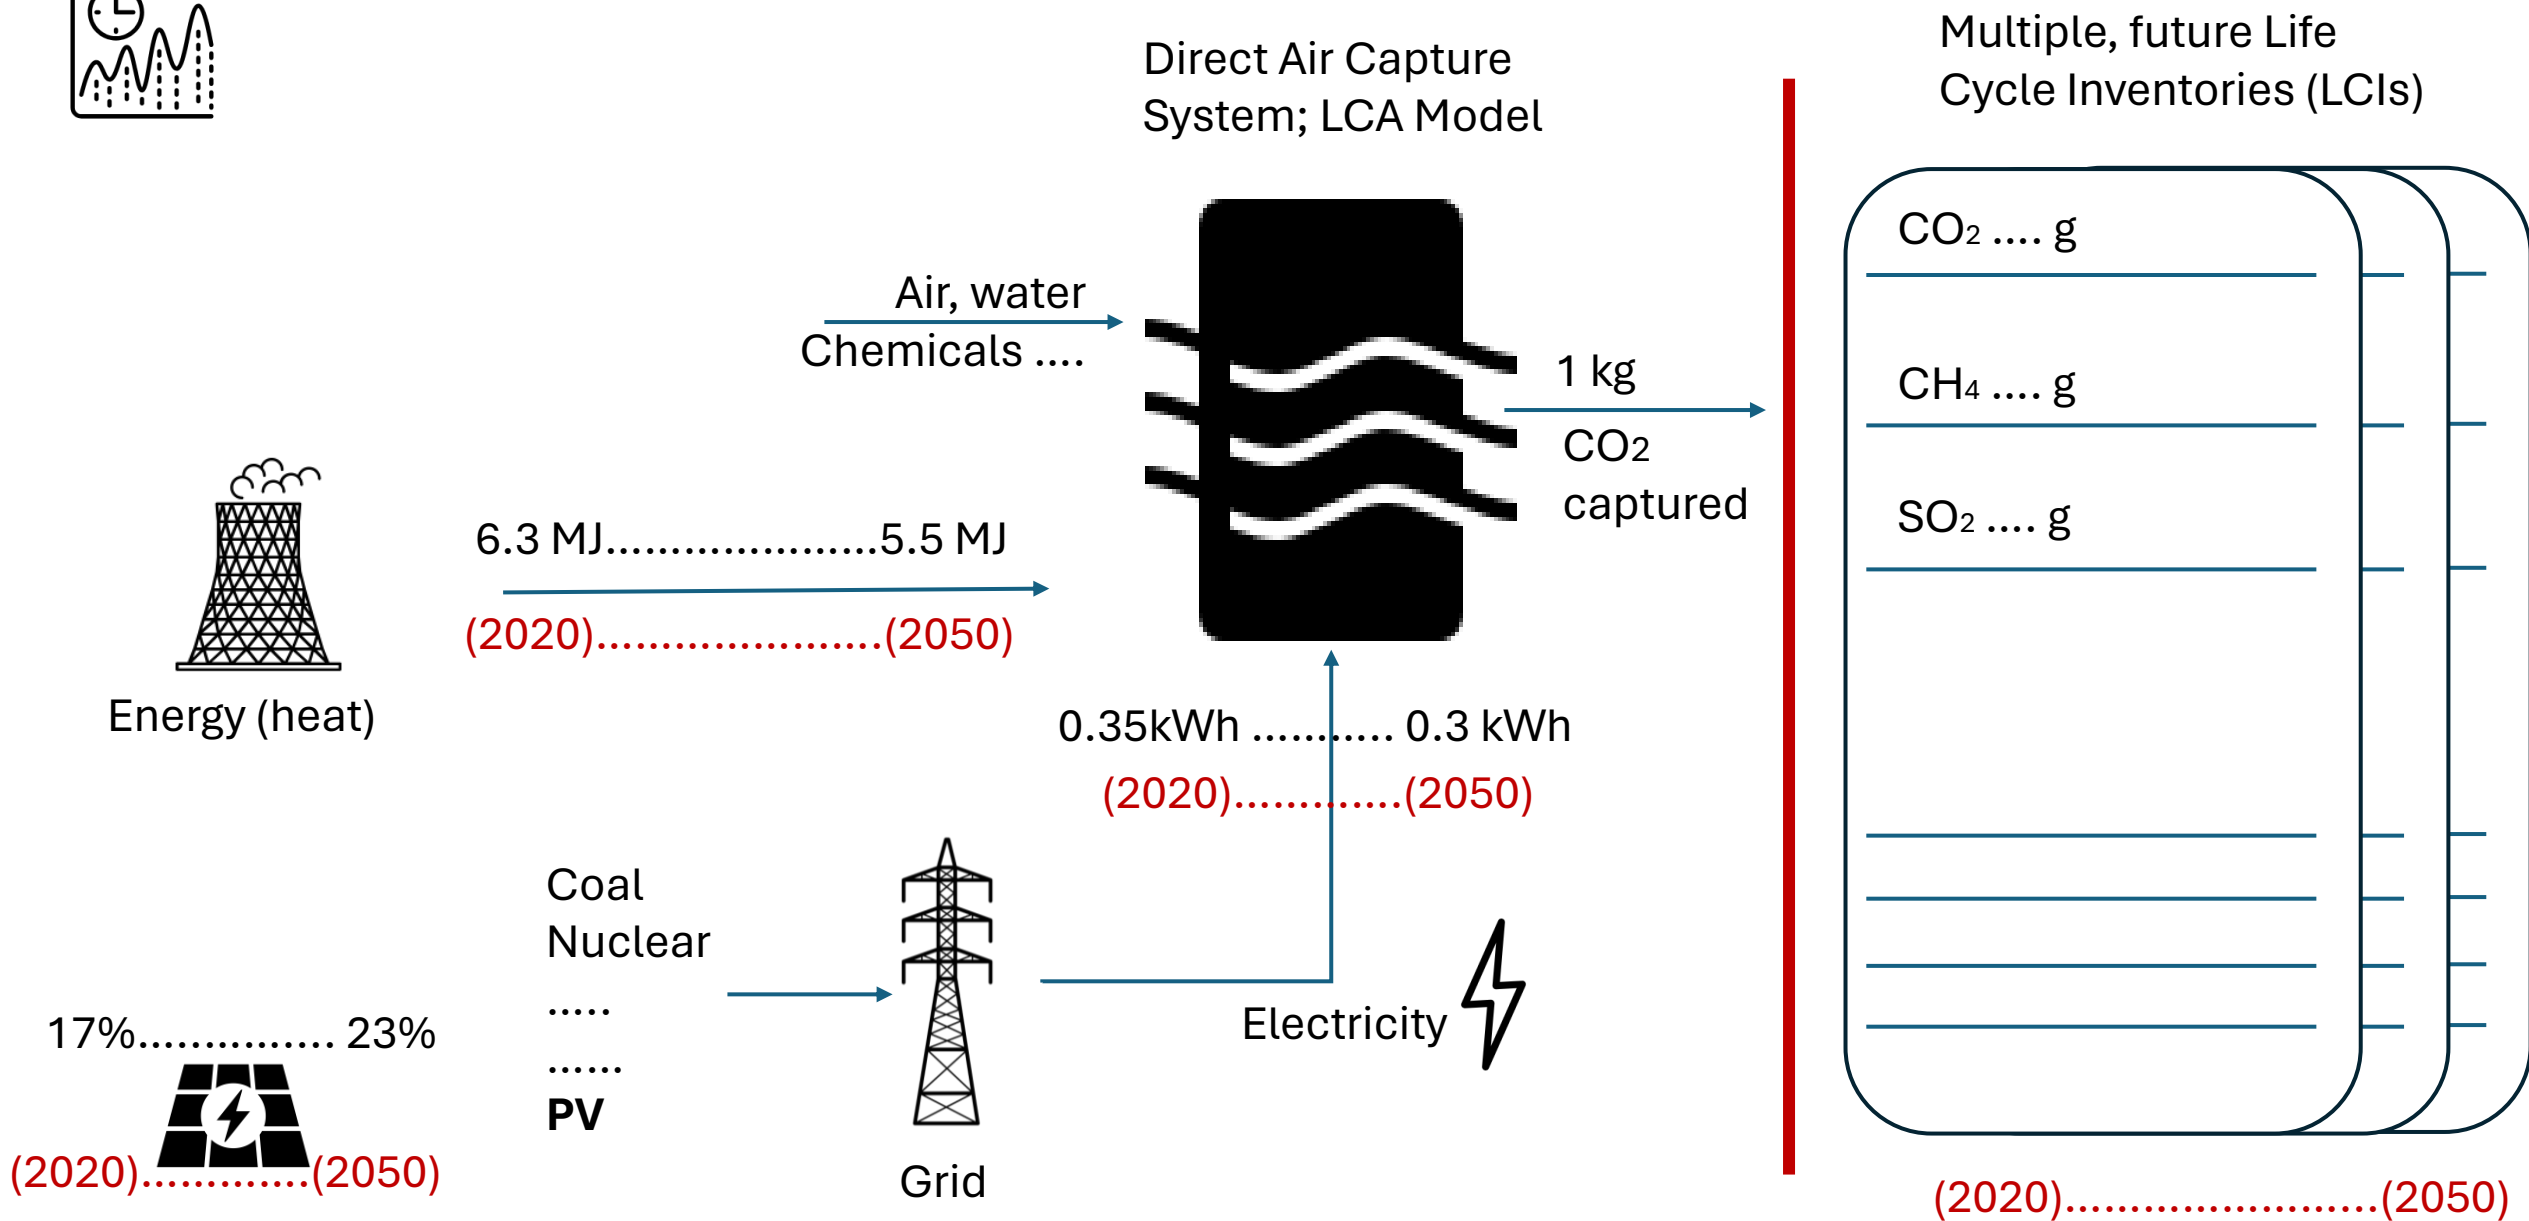 Direct Air Capture
System; LCA Model
Multiple, future Life
Cycle Inventories (LCIs)
Air, water
Chemicals ....
1 kg
CO2
captured
6.3 MJ.....................5.5 MJ
(2020)......................(2050)
Energy (heat)
0.35kWh ........... 0.3 kWh
(2020).............(2050)
Coal
Nuclear
.....
......
PV
17%............... 23%
(2020).............(2050)
Grid
Electricity
CO₂ .... g
CH₄ .... g
SO₂ .... g
(2020)........................(2050)